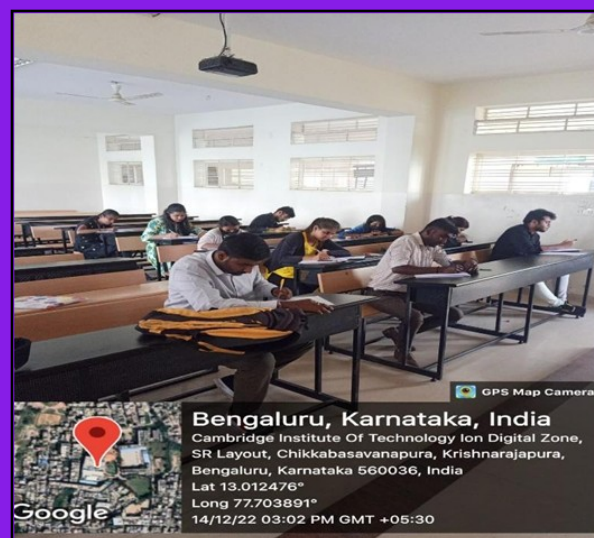 GPS Map Camera
Bengaluru, Karnataka, India
Cambridge Institute Of Technology Ion Digital Zone,
SR Layout, Chikkabasavanapura, Krishnarajapura,
Bengaluru, Karnataka 560036, India
Lat 13.012476°
Long 77.703891°
14/12/22 03:02 PM GMT +05:30
Google